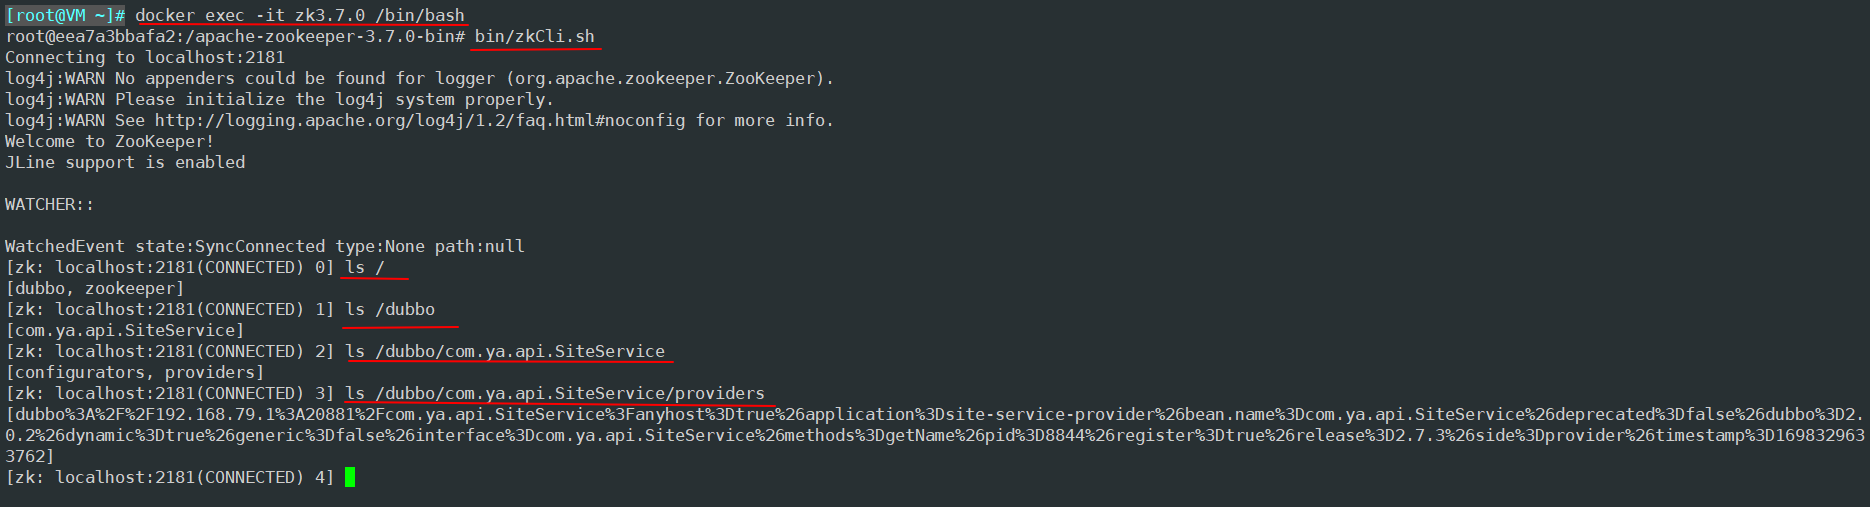 [root@VM ~]# docker exec -it zk3.7.0 /bin/bash
root@eea7a3bbafa2:/apache-zookeeper-3.7.0-bin# bin/zkCli.sh
Connecting to localhost:2181
log4j:WARN No appenders could be found for logger (org.apache.zookeeper.ZooKeeper).
log4j:WARN Please initialize the log4j system properly.
log4j:WARN See http://logging.apache.org/log4j/1.2/faq.html#noconfig for more info.
Welcome to ZooKeeper!
JLine support is enabled
WATCHER::
WatchedEvent state:SyncConnected type:None path:null
[zk: localhost:2181(CONNECTED) 0] ls /
[dubbo, zookeeper]
[zk: localhost:2181(CONNECTED) 1] ls /dubbo
[com.ya.api.SiteService]
[zk: localhost:2181(CONNECTED) 2] ls /dubbo/com.ya.api.SiteService
[configurators, providers]
[zk: localhost:2181(CONNECTED) 3] ls /dubbo/com.ya.api.SiteService/providers
[dubbo%3A%2F%2F192.168.79.1%3A20881%2Fcom.ya.api.SiteService%3Fanyhost%3Dtrue%26application%3Dsite-service-provider%26bean.name%3Dcom.ya.api.SiteService%26deprecated%3Dfalse%26dubbo%3D2.
0.2%26dynamic%3Dtrue%26generic%3Dfalse%26interface%3Dcom.ya.api.SiteService%26methods%3DgetName%26pid%3D8844%26register%3Dtrue%26release%3D2.7.3%26side%3Dprovider%26timestamp%3D169832963
3762]
[zk: localhost:2181(CONNECTED) 4]